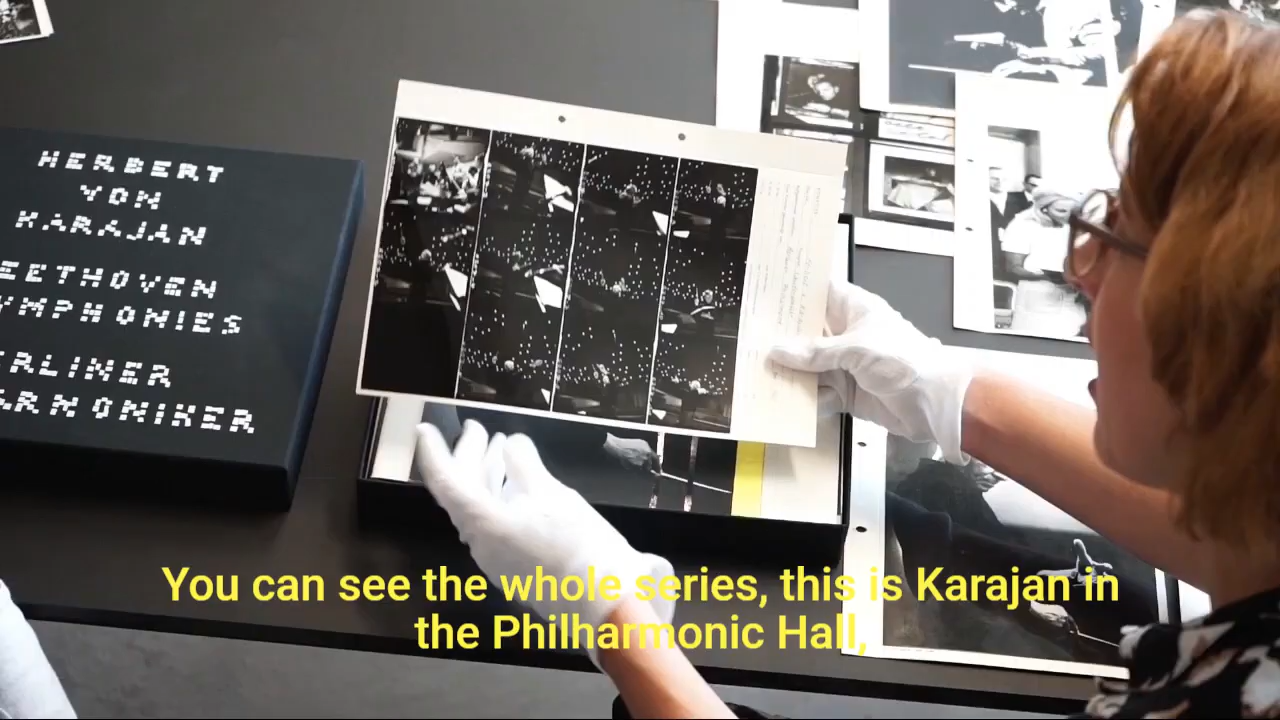 HERBERT
VON
KARAJAN
EETHOVEN
YMPHONIES
RLINER
ARMONIKER
You can see the whole series, this is Karajan in
the Philharmonic Hall,